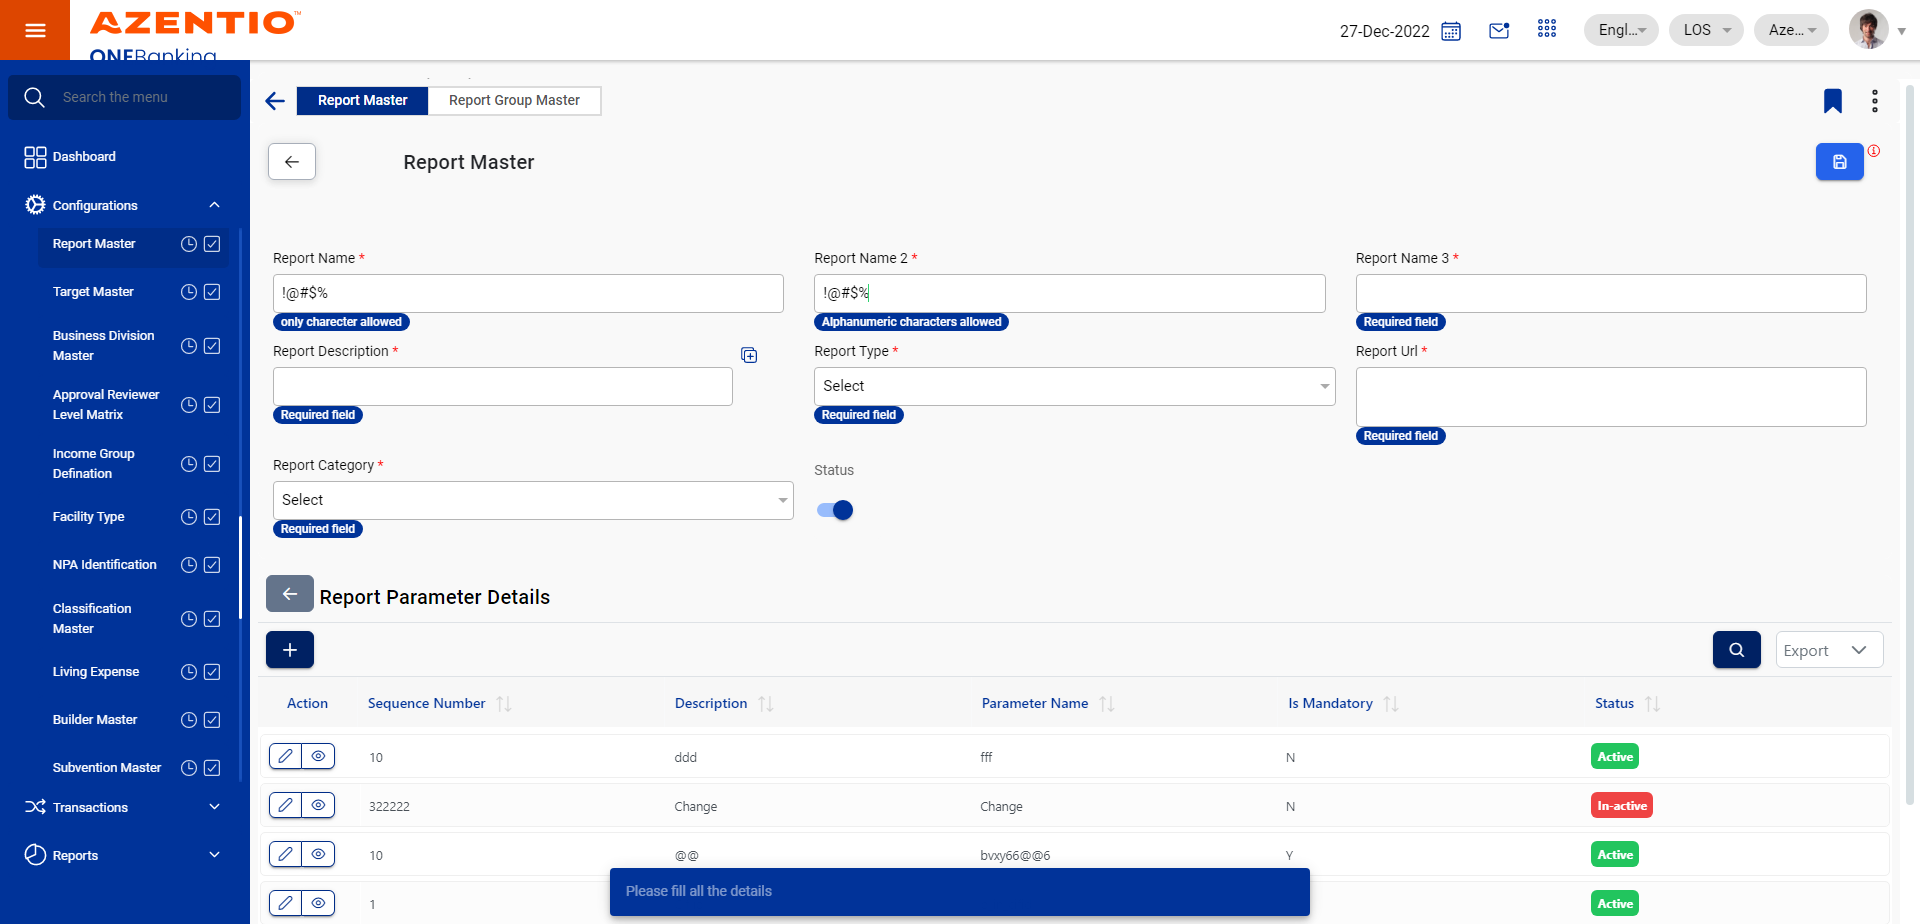 AZENTIO™
ONEBanking
27-Dec-2022
Engl...
LOS
Aze...
Search the menu
Dashboard
Configurations
Report Master
Target Master
Business Division
Master
Approval Reviewer
Level Matrix
Income Group
Defination
Facility Type
NPA Identification
Classification
Master
Living Expense
Builder Master
Subvention Master
Transactions
Reports
Report Master
Report Group Master
Report Master
Report Name *
!@#$%
only charecter allowed
Report Name 2 *
!@#$%
Alphanumeric characters allowed
Report Name 3 *
Required field
Report Description *
Required field
Report Type *
Select
Required field
Report Url *
Required field
Report Category *
Select
Required field
Status
Report Parameter Details
Export
Action Sequence Number Description Parameter Name Is Mandatory Status
10 ddd fff N Active
322222 Change Change N In-active
10 @@ bvxy66@@6 Y Active
1 Active
Please fill all the details